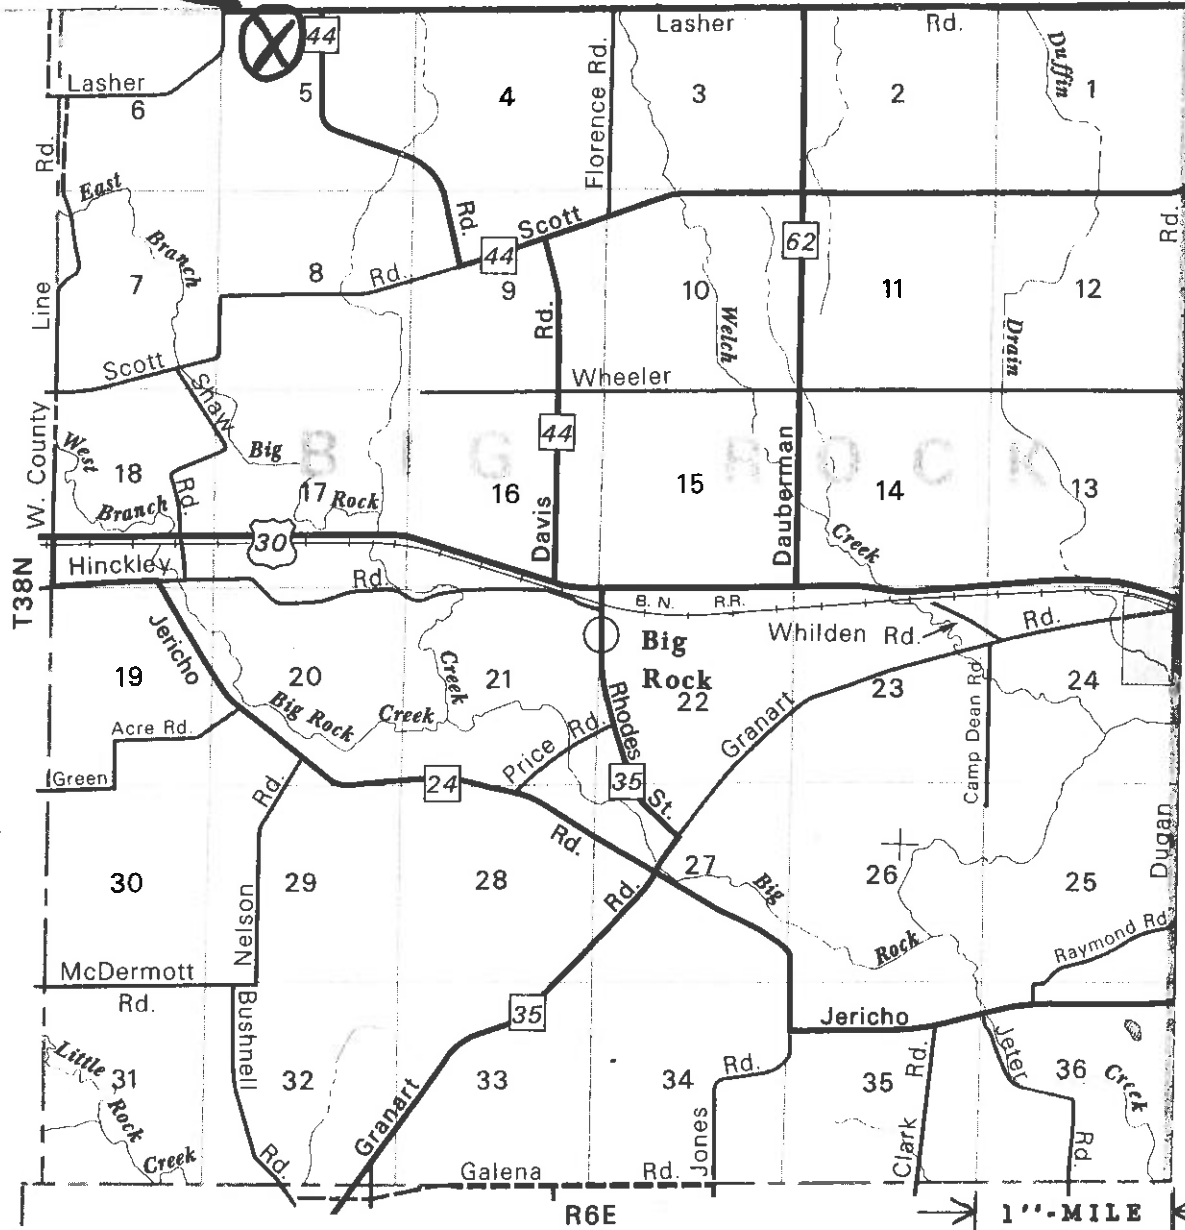 44
Lasher Rd.
Lasher
6
5
4
3
2
1
Florence Rd.
Duffin
Rd.
East
Branch
Rd.
Scott
44
62
Rd.
7
8
Rd.
9
10
11
12
Line
Rd.
Welch
Drain
Scott
Shaw
Wheeler
W. County
West
Big
BIG ROCK
44
18
17
Rock
16
15
14
13
Branch
Rd.
Davis
Dauberman
Creek
30
T38N
Hinckley
Rd.
B. N. R.R.
Whilden Rd.
Rd.
Big
Rock
Jericho
19
20
21
22
23
24
Creek
Rhodes
Granart
Camp Dean Rd.
Big Rock
Creek
Acre Rd.
Green
Price Rd.
24
35
St.
Rd.
Rd.
Dugan
30
29
28
27
26
25
Rd.
Big
Nelson
Rock
Raymond Rd.
McDermott
Rd.
Bushnell
35
Jericho
Little
31
32
33
34
35
36
Rd.
Rd.
Jeter
Creek
Rock
Granart
Creek
Rd.
Jones
Clark
Rd.
Galena Rd.
R6E
1"-MILE